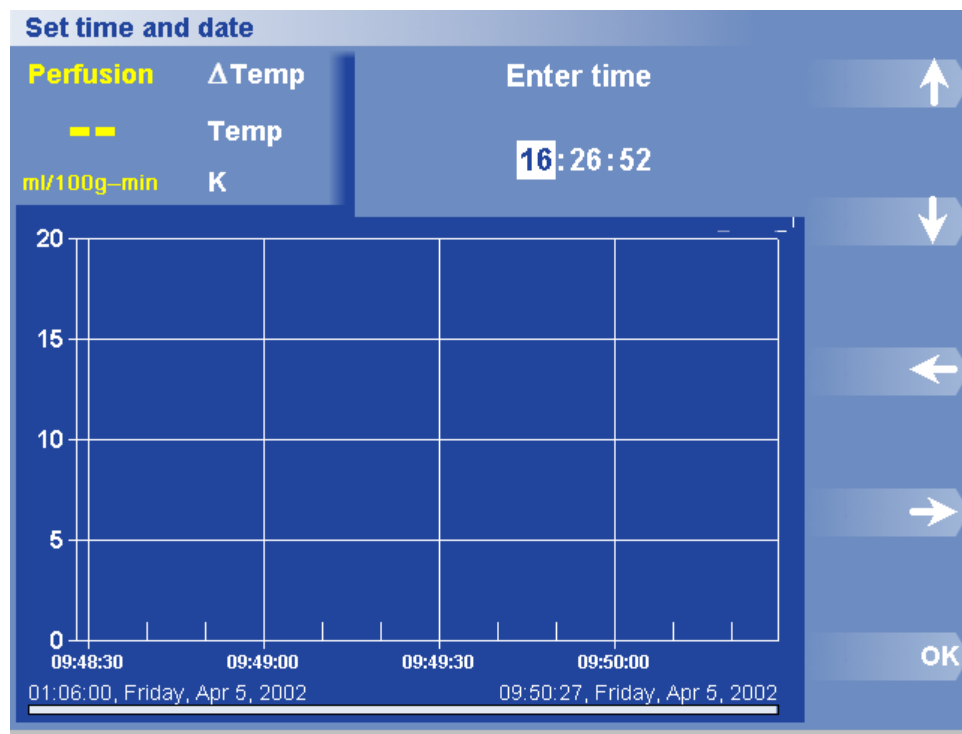 Set time and date
Perfusion ΔTemp
-- Temp
ml/100g–min K
Enter time
16:26:52
20
15
10
5
0
09:48:30 09:49:00 09:49:30 09:50:00
01:06:00, Friday, Apr 5, 2002 09:50:27, Friday, Apr 5, 2002
OK